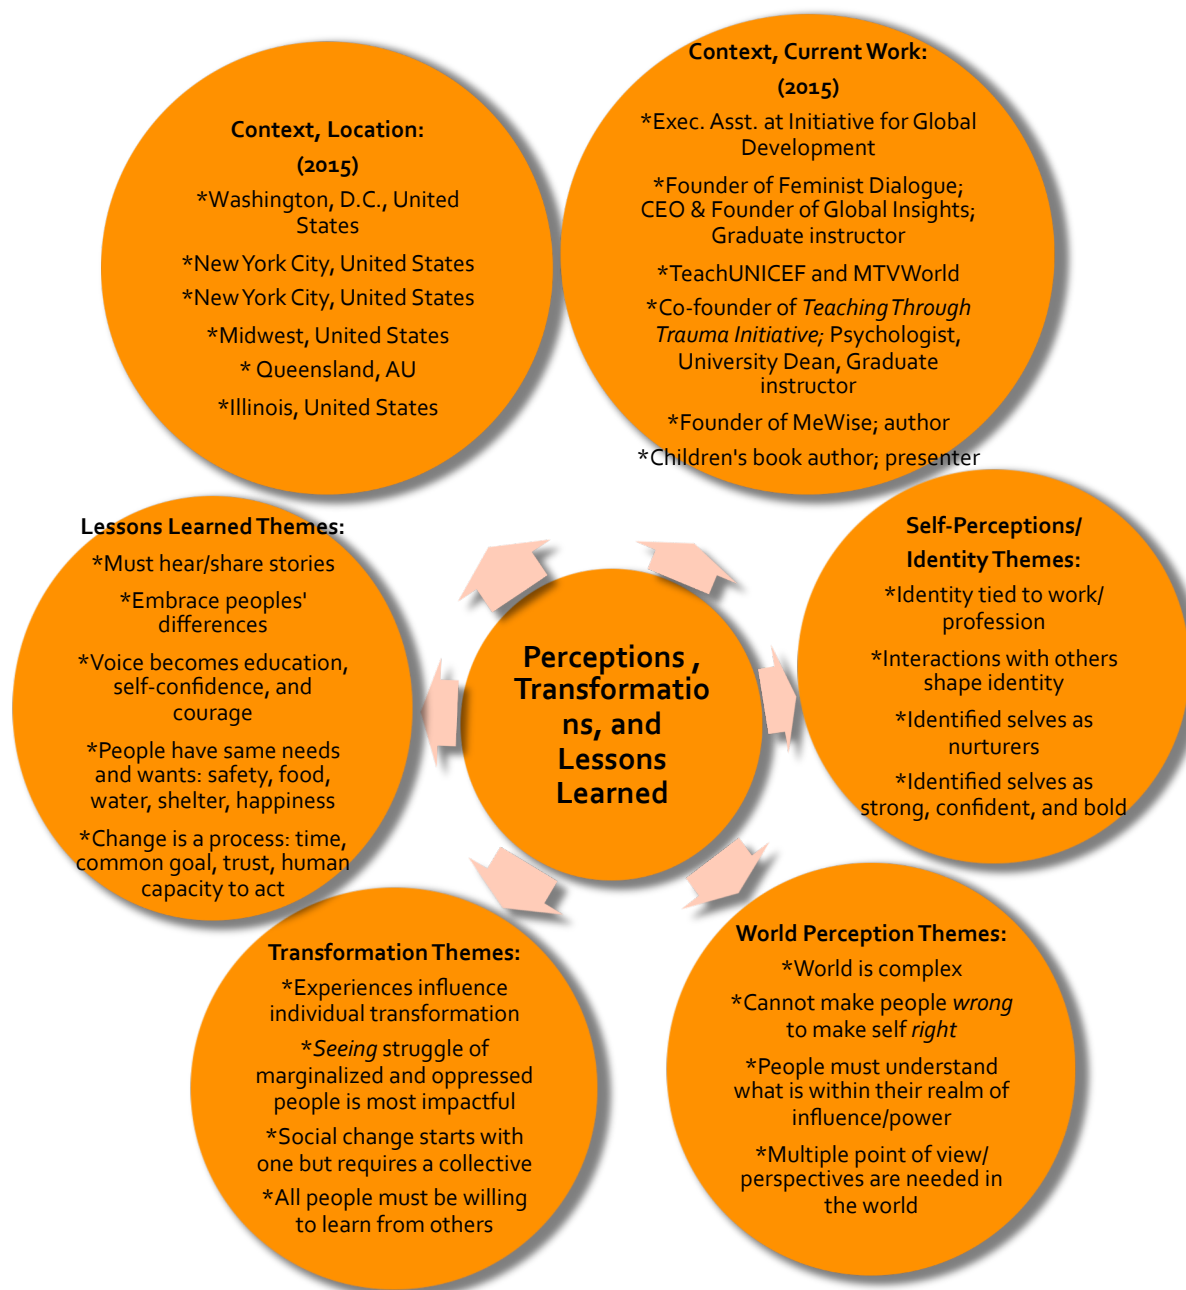 Context, Location:
(2015)
*Washington, D.C., United
States
*New York City, United States
*New York City, United States
*Midwest, United States
* Queensland, AU
*Illinois, United States
Context, Current Work:
(2015)
*Exec. Asst. at Initiative for Global
Development
*Founder of Feminist Dialogue;
CEO & Founder of Global Insights;
Graduate instructor
*TeachUNICEF and MTVWorld
*Co-founder of Teaching Through
Trauma Initiative; Psychologist,
University Dean, Graduate
instructor
*Founder of MeWise; author
*Children's book author; presenter
Lessons Learned Themes:
*Must hear/share stories
*Embrace peoples'
differences
*Voice becomes education,
self-confidence, and
courage
*People have same needs
and wants: safety, food,
water, shelter, happiness
*Change is a process: time,
common goal, trust, human
capacity to act
Perceptions ,
Transformatio
ns, and
Lessons
Learned
Self-Perceptions/
Identity Themes:
*Identity tied to work/
profession
*Interactions with others
shape identity
*Identified selves as
nurturers
*Identified selves as
strong, confident, and bold
Transformation Themes:
*Experiences influence
individual transformation
*Seeing struggle of
marginalized and oppressed
people is most impactful
*Social change starts with
one but requires a collective
*All people must be willing
to learn from others
World Perception Themes:
*World is complex
*Cannot make people wrong
to make self right
*People must understand
what is within their realm of
influence/power
*Multiple point of view/
perspectives are needed in
the world